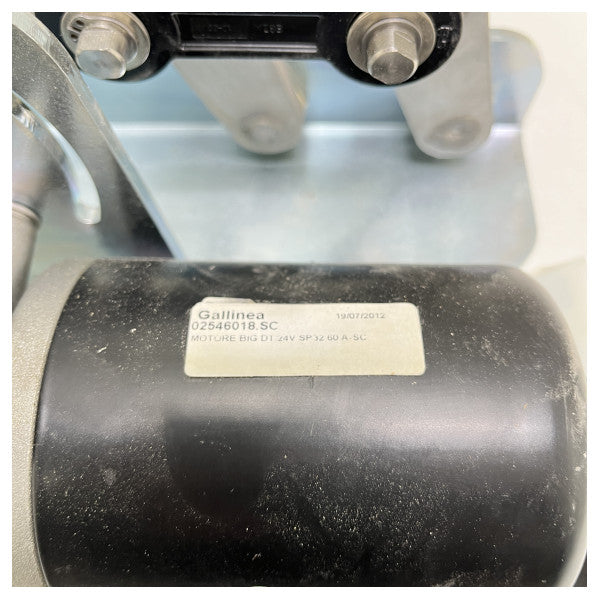 Gallinea 19/07/2012
02546018.SC
MOTORE BIG DT 24V SP32 60 A-SC